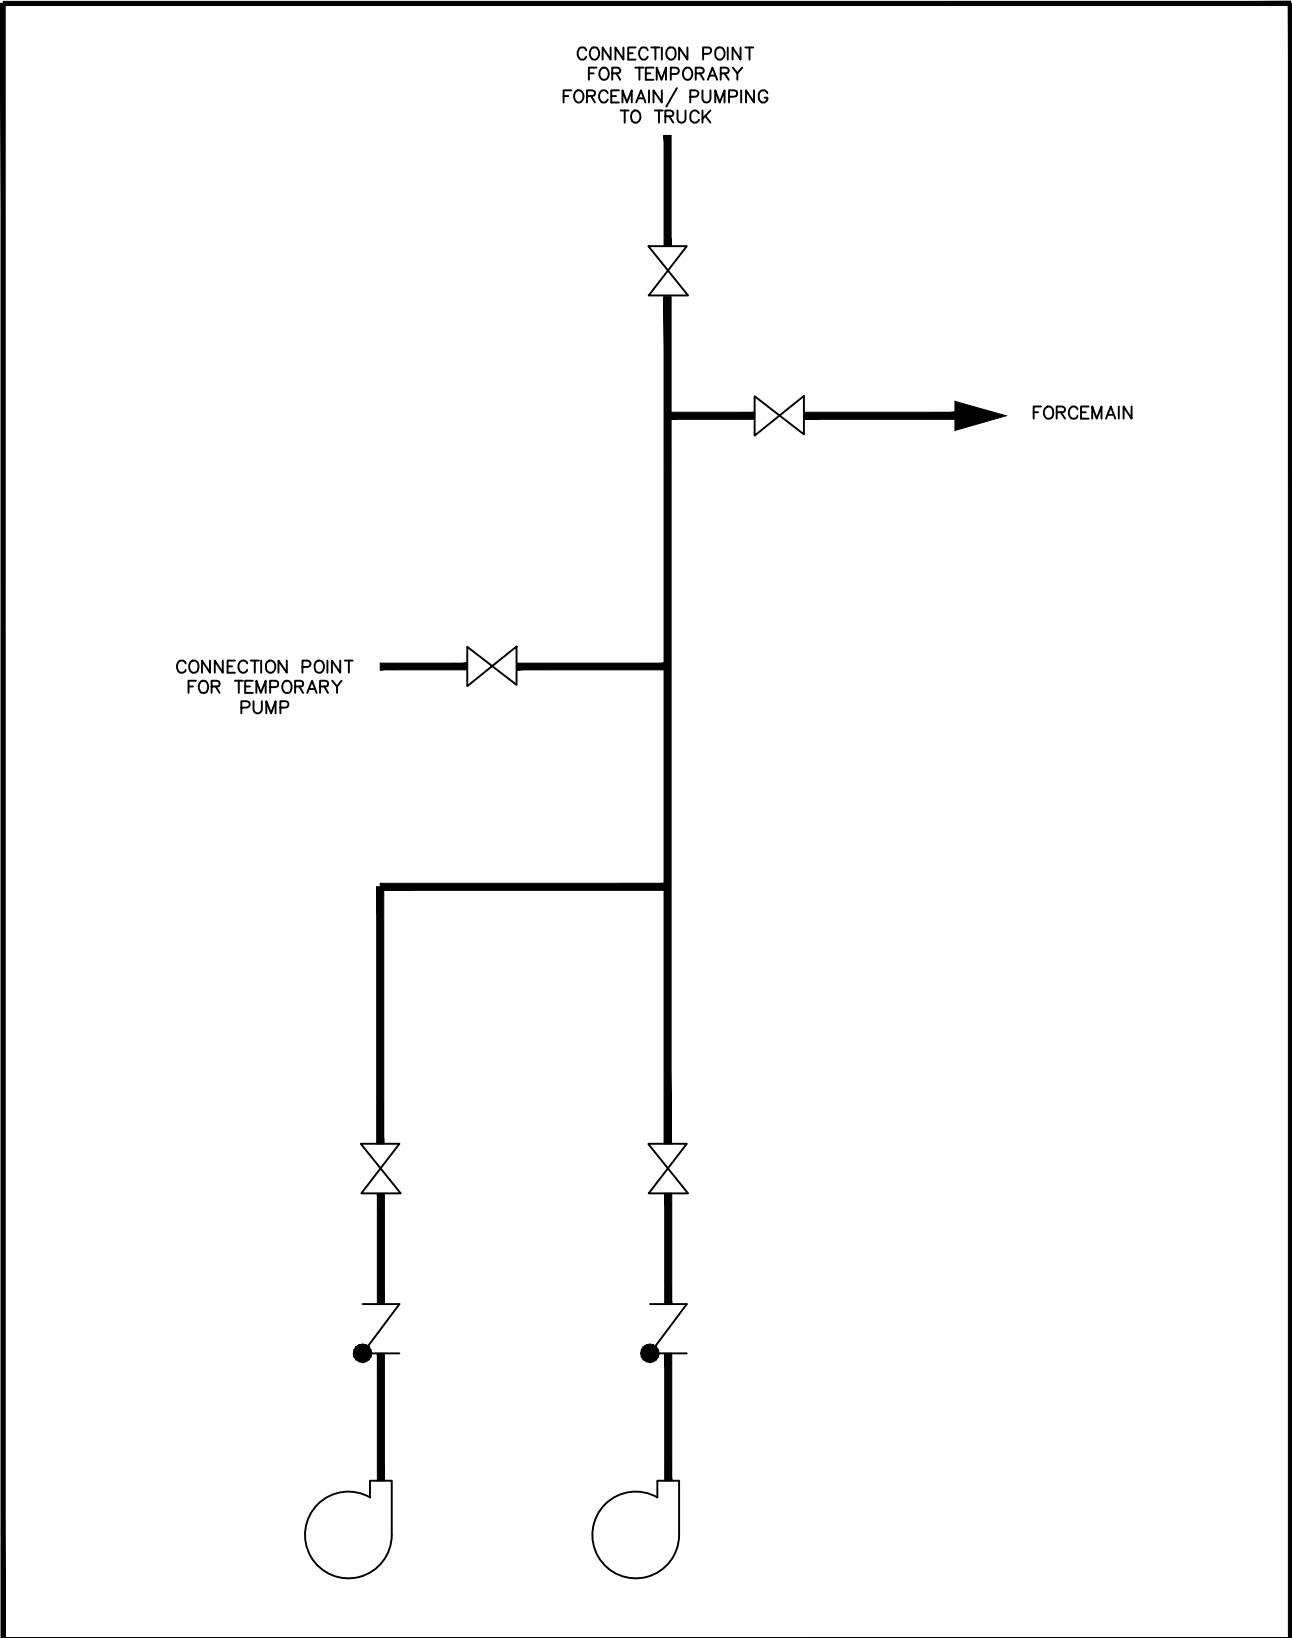 CONNECTION POINT
FOR TEMPORARY
FORCEMAIN/ PUMPING
TO TRUCK
FORCEMAIN
CONNECTION POINT
FOR TEMPORARY
PUMP